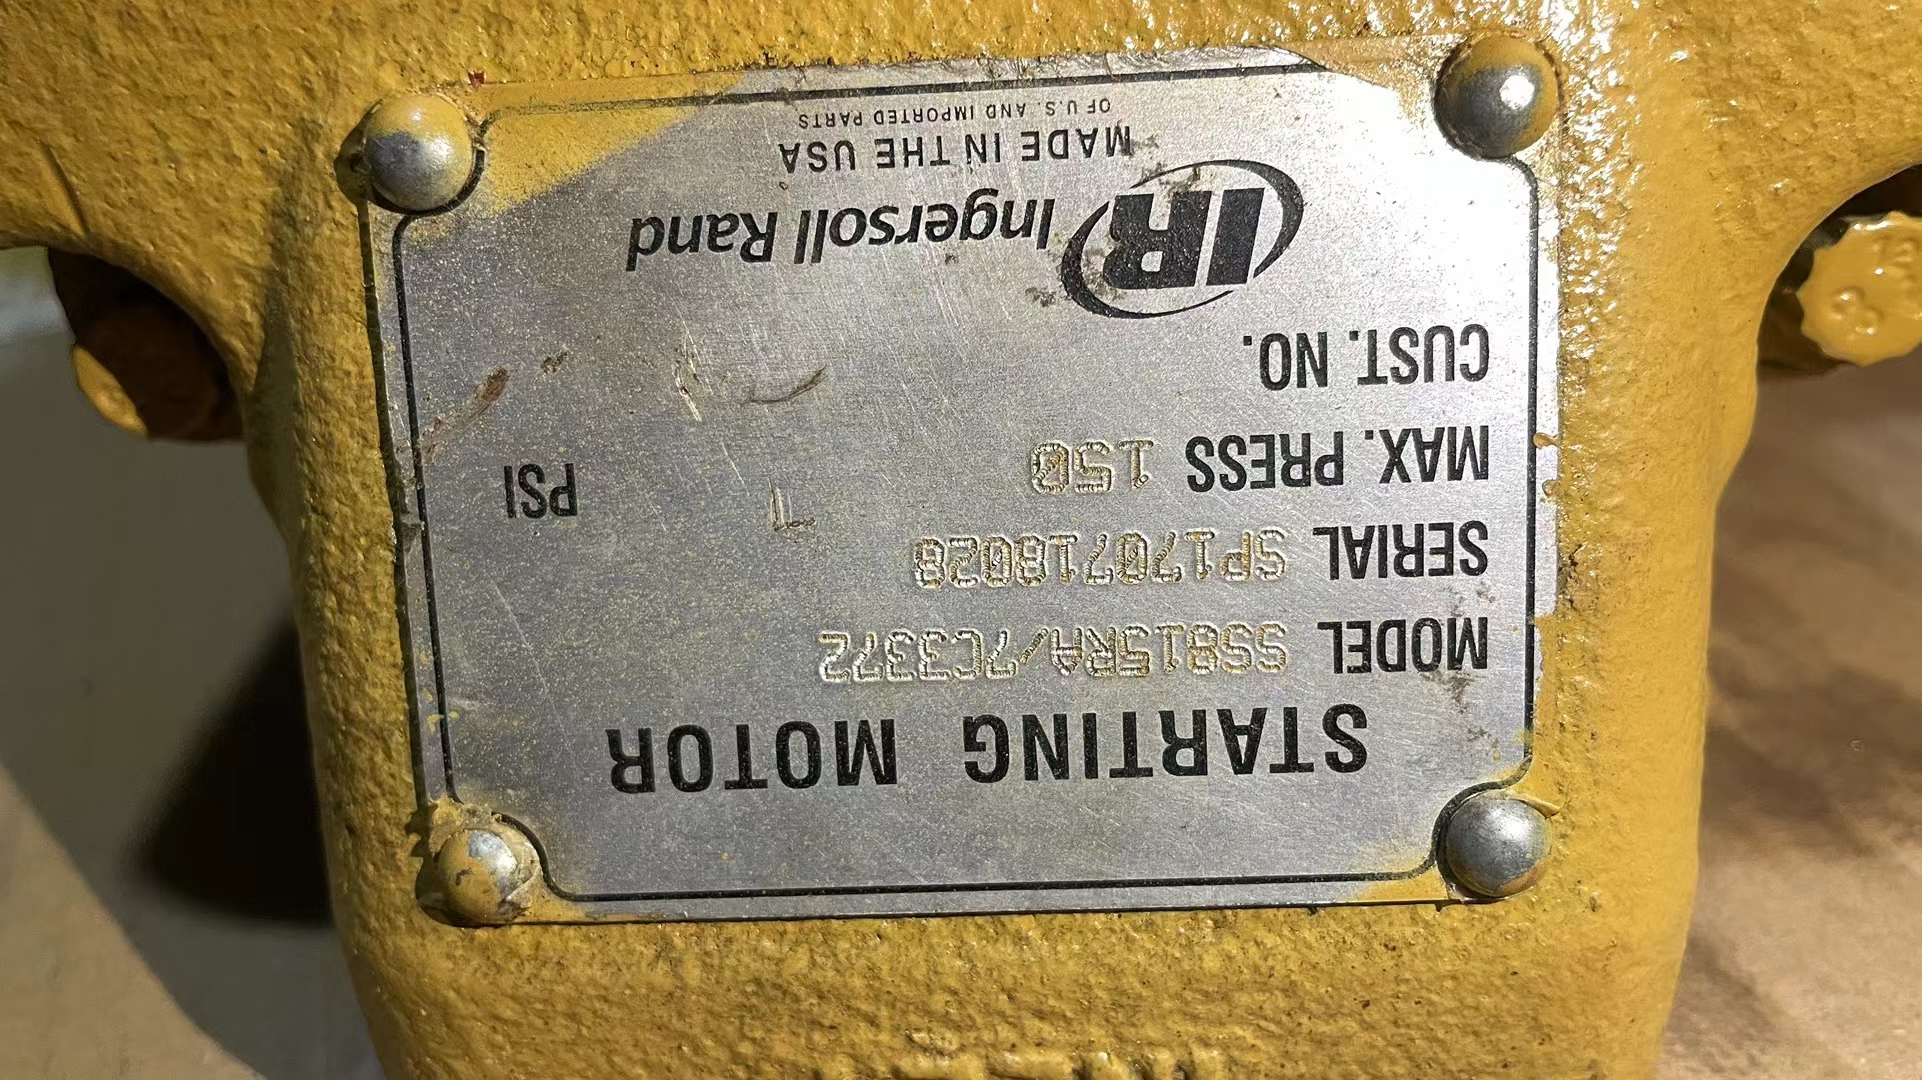 STARTING MOTOR
MODEL SS815RA/7C3372
SERIAL SP170718028
MAX. PRESS 150 PSI
CUST. NO.
IR Ingersoll Rand
MADE IN THE USA
OF U.S. AND IMPORTED PARTS